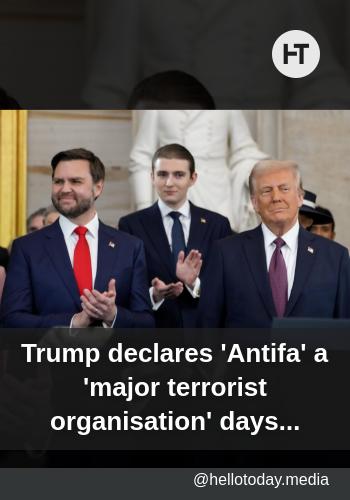 HT
Trump declares 'Antifa' a
'major terrorist
organisation' days...
@hellotoday.media